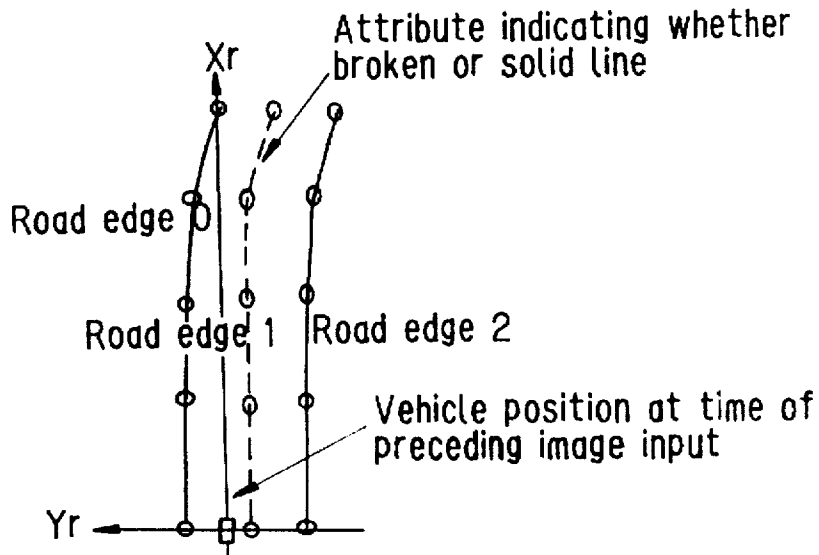 Attribute indicating whether
broken or solid line
Xr
Road edge 0
Road edge 1
Road edge 2
Vehicle position at time of
preceding image input
Yr